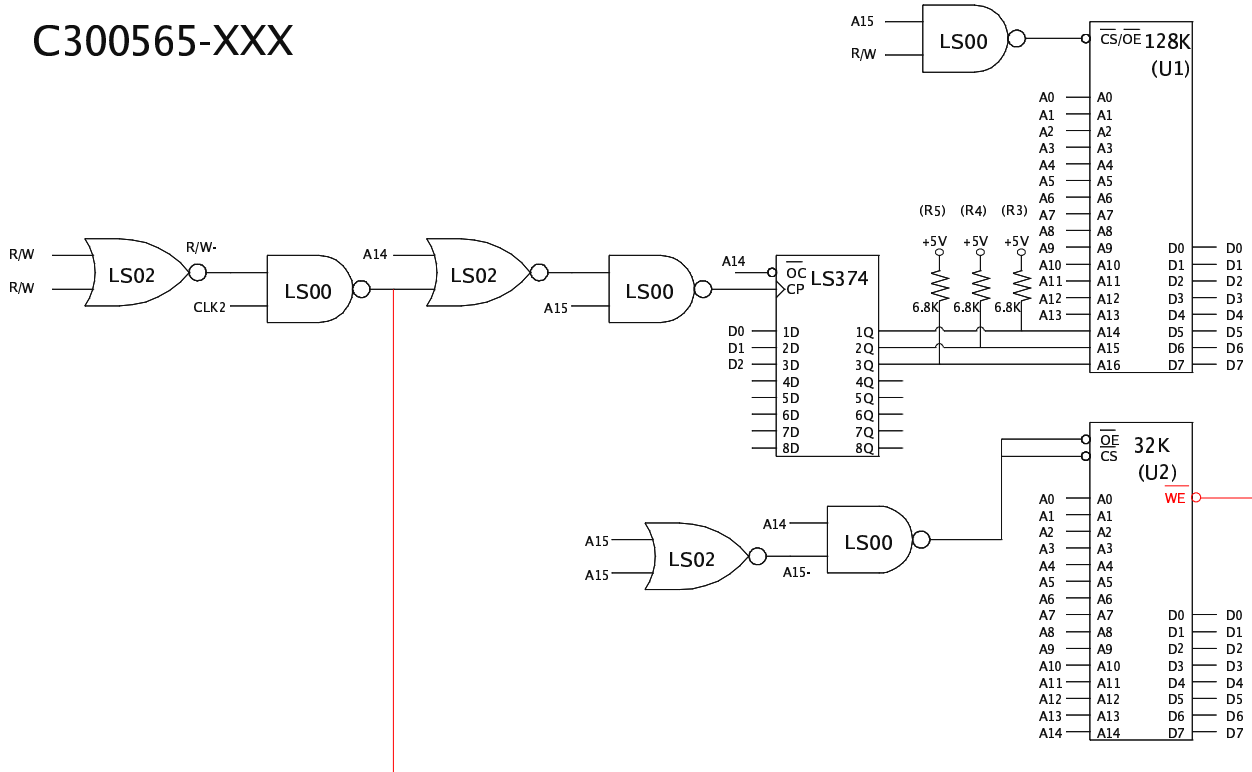 C300565-XXX
A15
R/W
LS00
CS/OE 128K
(U1)
A0 A0
A1 A1
A2 A2
A3 A3
A4 A4
A5 A5
A6 A6
A7 A7
A8 A8
A9 A9 D0 D0
A10 A10 D1 D1
A11 A11 D2 D2
A12 A12 D3 D3
A13 A13 D4 D4
A14 D5 D5
A15 D6 D6
A16 D7 D7
(R5) (R4) (R3)
+5V +5V +5V
6.8K 6.8K 6.8K
R/W
R/W
LS02
R/W-
CLK2
LS00
A14
LS02
A15
LS00
A14
OC LS374
CP
D0 1D 1Q
D1 2D 2Q
D2 3D 3Q
4D 4Q
5D 5Q
6D 6Q
7D 7Q
8D 8Q
A15
A15
LS02
A14
A15-
LS00
OE 32K
CS
(U2)
WE
A0 A0
A1 A1
A2 A2
A3 A3
A4 A4
A5 A5
A6 A6
A7 A7 D0 D0
A8 A8 D1 D1
A9 A9 D2 D2
A10 A10 D3 D3
A11 A11 D4 D4
A12 A12 D5 D5
A13 A13 D6 D6
A14 A14 D7 D7